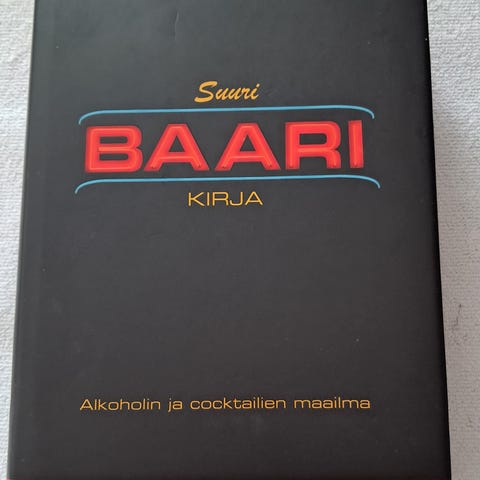 Suuri
BAARI
KIRJA
Alkoholin ja cocktailien maailma